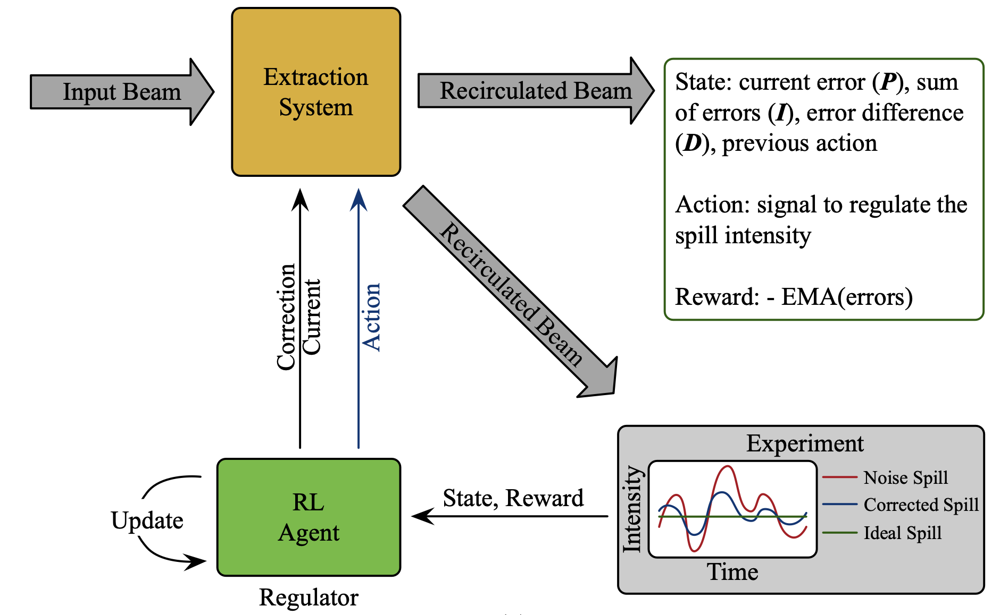 Input Beam
Extraction
System
Recirculated Beam
State: current error (P), sum
of errors (I), error difference
(D), previous action
Action: signal to regulate the
spill intensity
Reward: - EMA(errors)
Recirculated Beam
Correction
Current
Action
Experiment
Intensity
Time
Noise Spill
Corrected Spill
Ideal Spill
State, Reward
RL
Agent
Update
Regulator